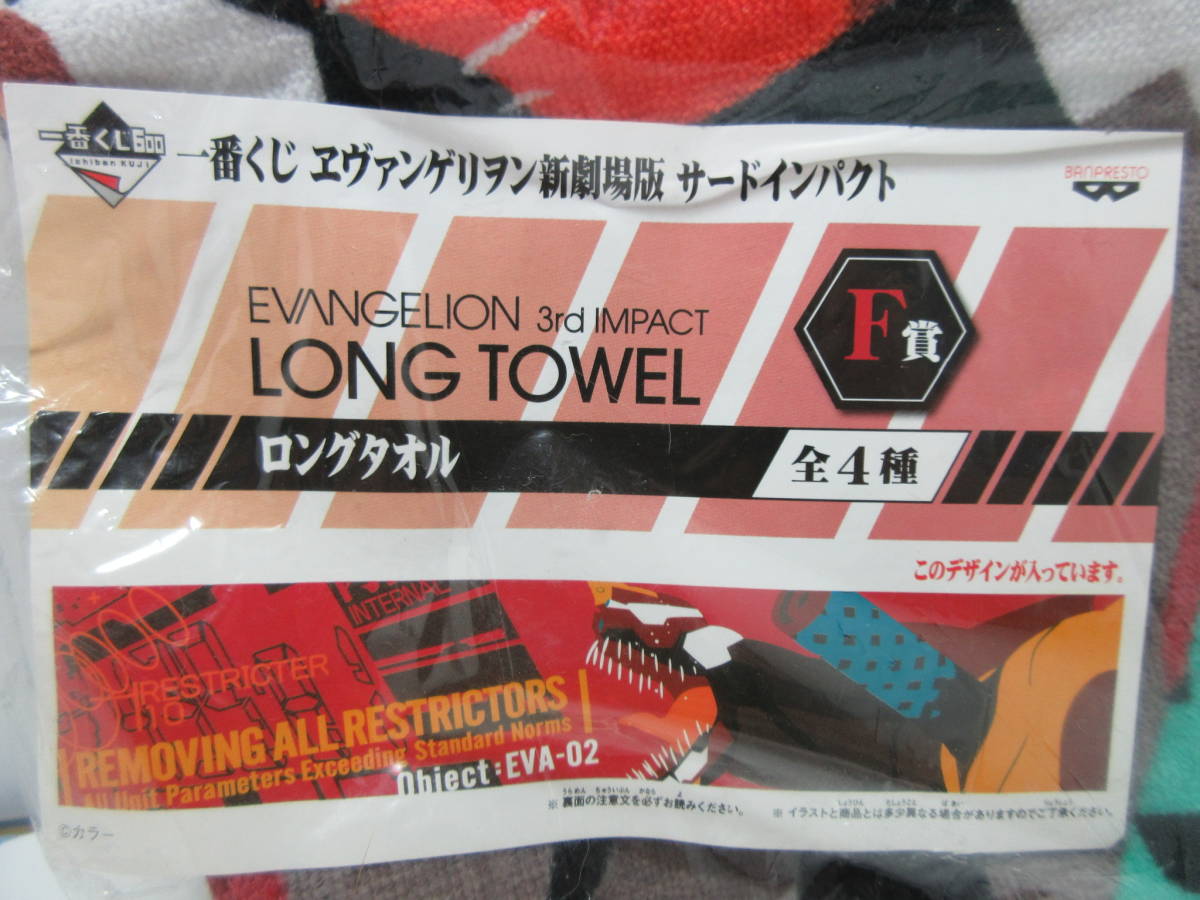 一番くじ600
Ichiban KUJI
一番くじ ヱヴァンゲリヲン新劇場版 サードインパクト
BANPRESTO
EVANGELION 3rd IMPACT
LONG TOWEL
F賞
ロングタオル
全4種
このデザインが入っています。
INTERNAL
RESTRICTER
REMOVING ALL RESTRICTORS
All Unit Parameters Exceeding Standard Norms
Object:EVA-02
※裏面の注意文を必ずお読みください。
※イラストと商品とは多少異なる場合がありますのでご了承ください。
©カラー